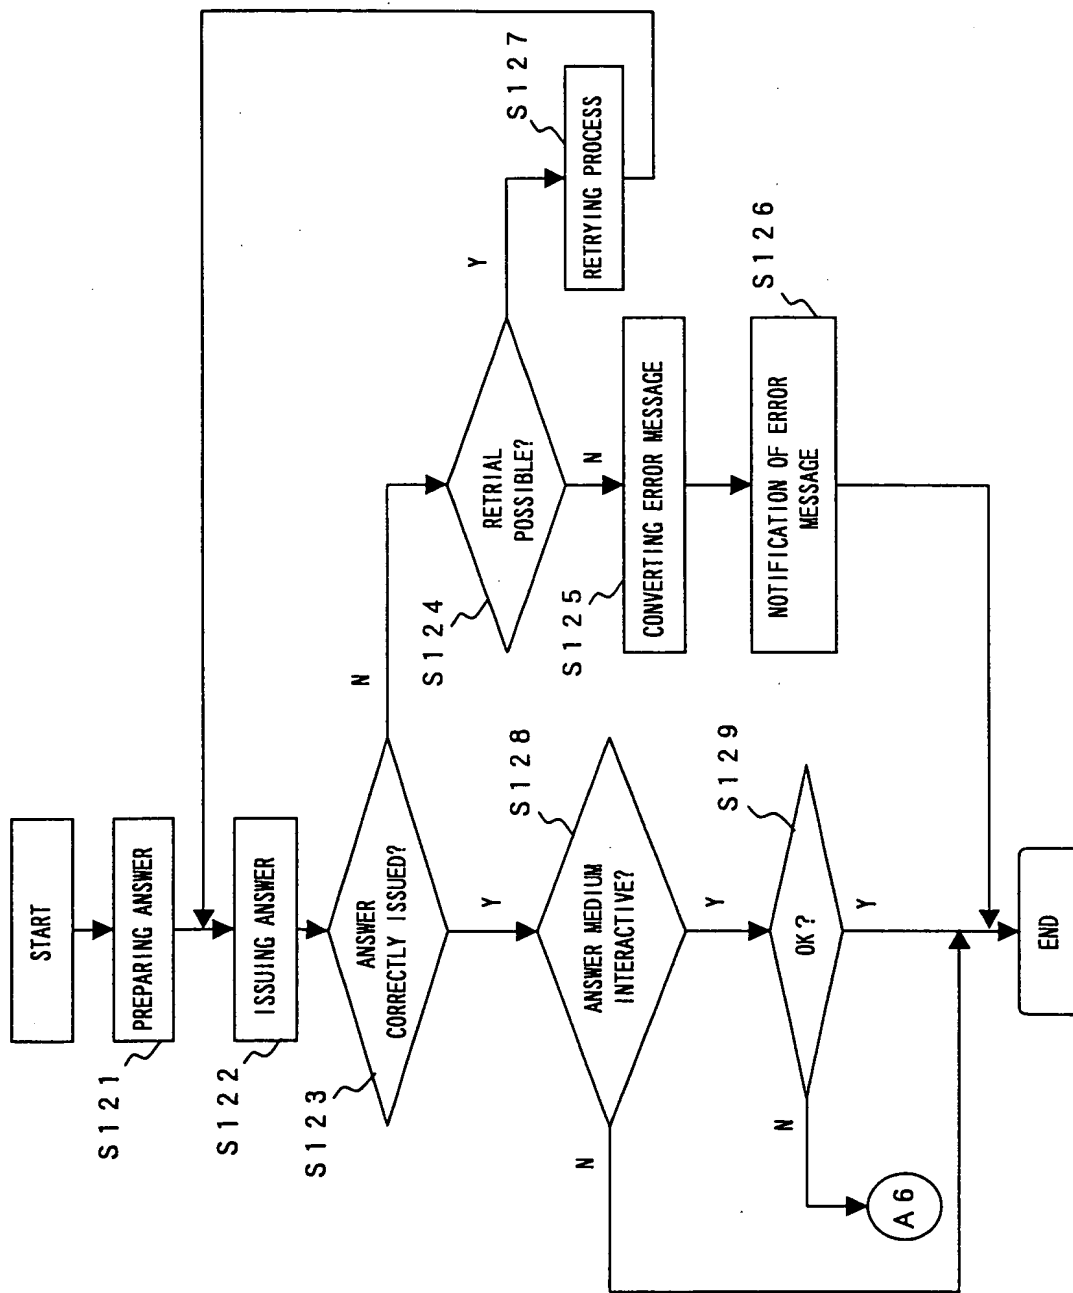 START
S121
PREPARING ANSWER
S122
ISSUING ANSWER
S123
ANSWER
CORRECTLY ISSUED?
N
Y
S124
RETRIAL
POSSIBLE?
Y
N
S127
RETRYING PROCESS
S125
CONVERTING ERROR MESSAGE
S126
NOTIFICATION OF ERROR
MESSAGE
S128
ANSWER MEDIUM
INTERACTIVE?
N
Y
S129
OK?
N
Y
A6
END